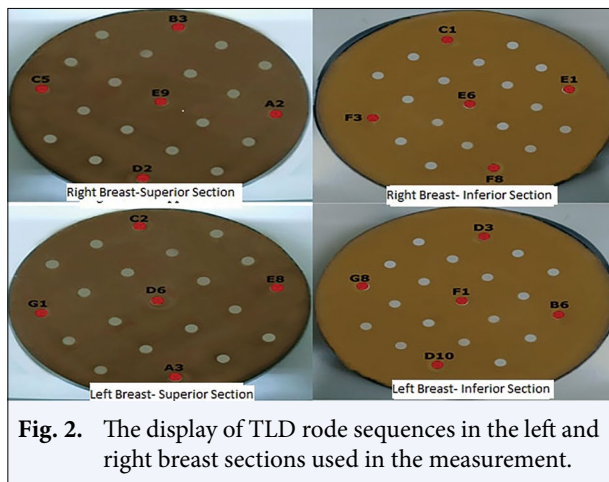 B3
C5
E9
A2
D2
Right Breast-Superior Section
C1
E1
E6
F3
F8
Right Breast- Inferior Section
C2
E8
D6
G1
A3
Left Breast- Superior Section
D3
G8
F1
B6
D10
Left Breast- Inferior Section
Fig. 2. The display of TLD rode sequences in the left and
right breast sections used in the measurement.